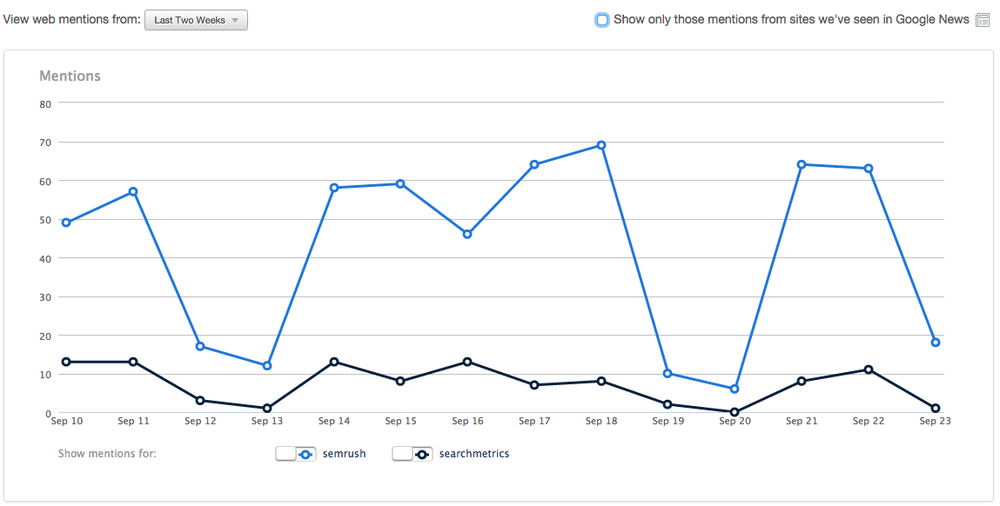 View web mentions from: Last Two Weeks Show only those mentions from sites we've seen in Google News
Mentions
80
70
60
50
40
30
20
10
0
Sep 10 Sep 11 Sep 12 Sep 13 Sep 14 Sep 15 Sep 16 Sep 17 Sep 18 Sep 19 Sep 20 Sep 21 Sep 22 Sep 23
Show mentions for: semrush searchmetrics